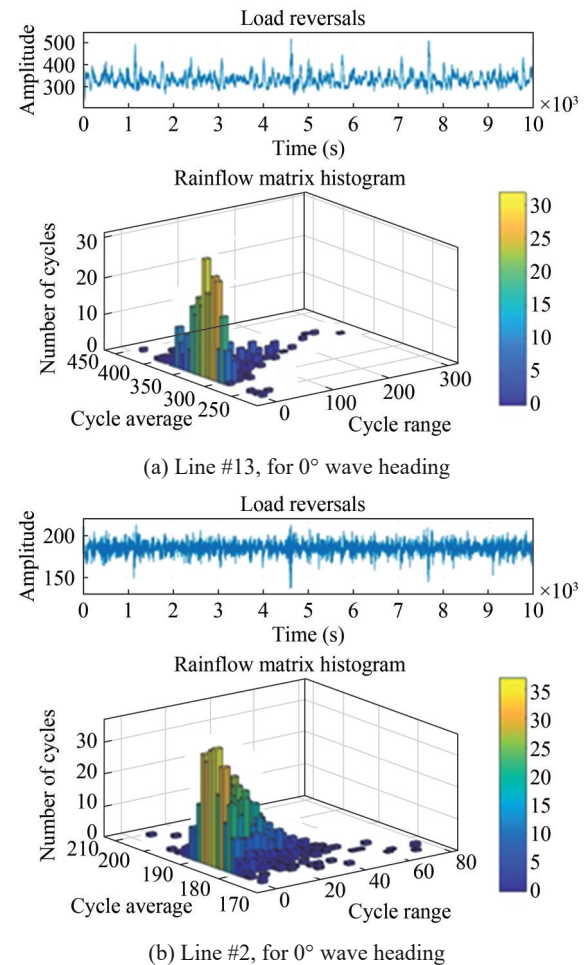 Load reversals
500
400
300
Amplitude
0 1 2 3 4 5 6 7 8 9 10
×10³
Time (s)
Rainflow matrix histogram
30
20
10
0
Number of cycles
450
400
350
300
250
Cycle average
0
100
200
300
Cycle range
30
25
20
15
10
5
0
(a) Line #13, for 0° wave heading
Load reversals
200
150
Amplitude
0 1 2 3 4 5 6 7 8 9 10
×10³
Time (s)
Rainflow matrix histogram
30
20
10
0
Number of cycles
210
200
190
180
170
Cycle average
0
20
40
60
80
Cycle range
35
30
25
20
15
10
5
0
(b) Line #2, for 0° wave heading